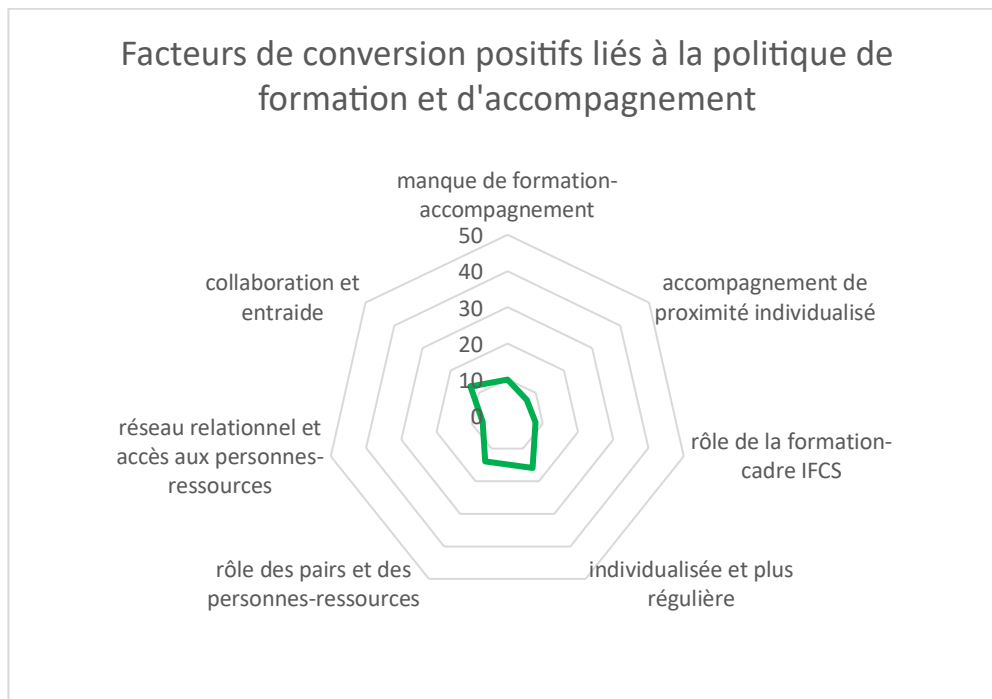 Facteurs de conversion positifs liés à la politique de
formation et d'accompagnement
manque de formation-
accompagnement
50
40
30
20
10
0
accompagnement de
proximité individualisé
rôle de la formation-
cadre IFCS
individualisée et plus
régulière
rôle des pairs et des
personnes-ressources
réseau relationnel et
accès aux personnes-
ressources
collaboration et
entraide